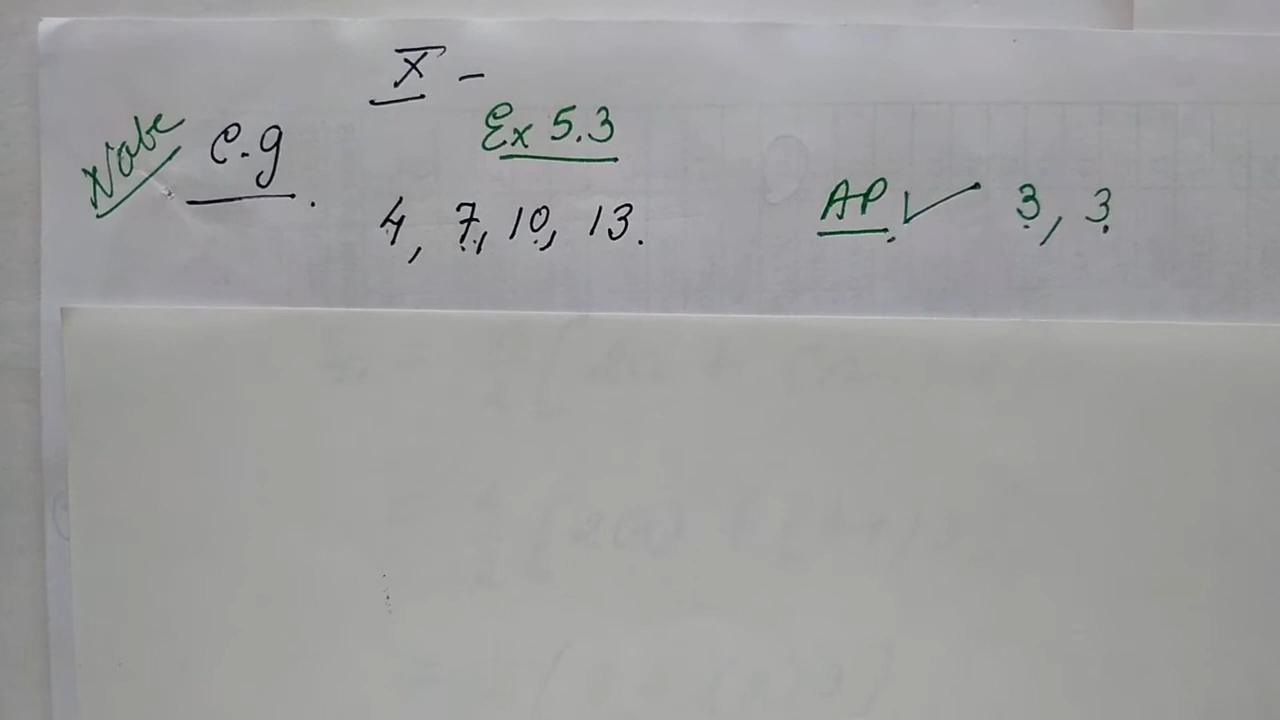 X -
Ex 5.3
Note e.g.
4, 7, 10, 13. AP. ✓ 3, 3